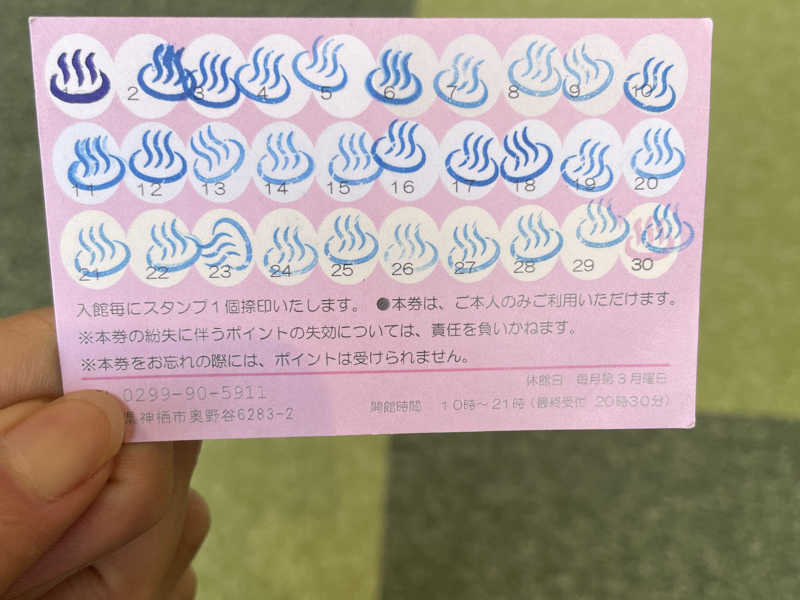 1 2 3 4 5 6 7 8 9 10
11 12 13 14 15 16 17 18 19 20
21 22 23 24 25 26 27 28 29 30
入館毎にスタンプ1個捺印いたします。 ●本券は、ご本人のみご利用いただけます。
※本券の紛失に伴うポイントの失効については、責任を負いかねます。
※本券をお忘れの際には、ポイントは受けられません。
休館日 毎月第3月曜日
0299-90-5911
県神栖市奥野谷6283-2
開館時間 10時～21時（最終受付 20時30分）